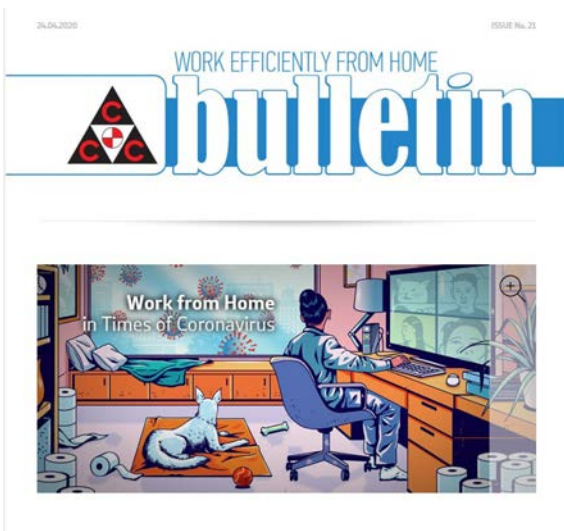 24.04.2020
ISSUE No. 21
WORK EFFICIENTLY FROM HOME
bulletin
C
C C
Work from Home
in Times of Coronavirus